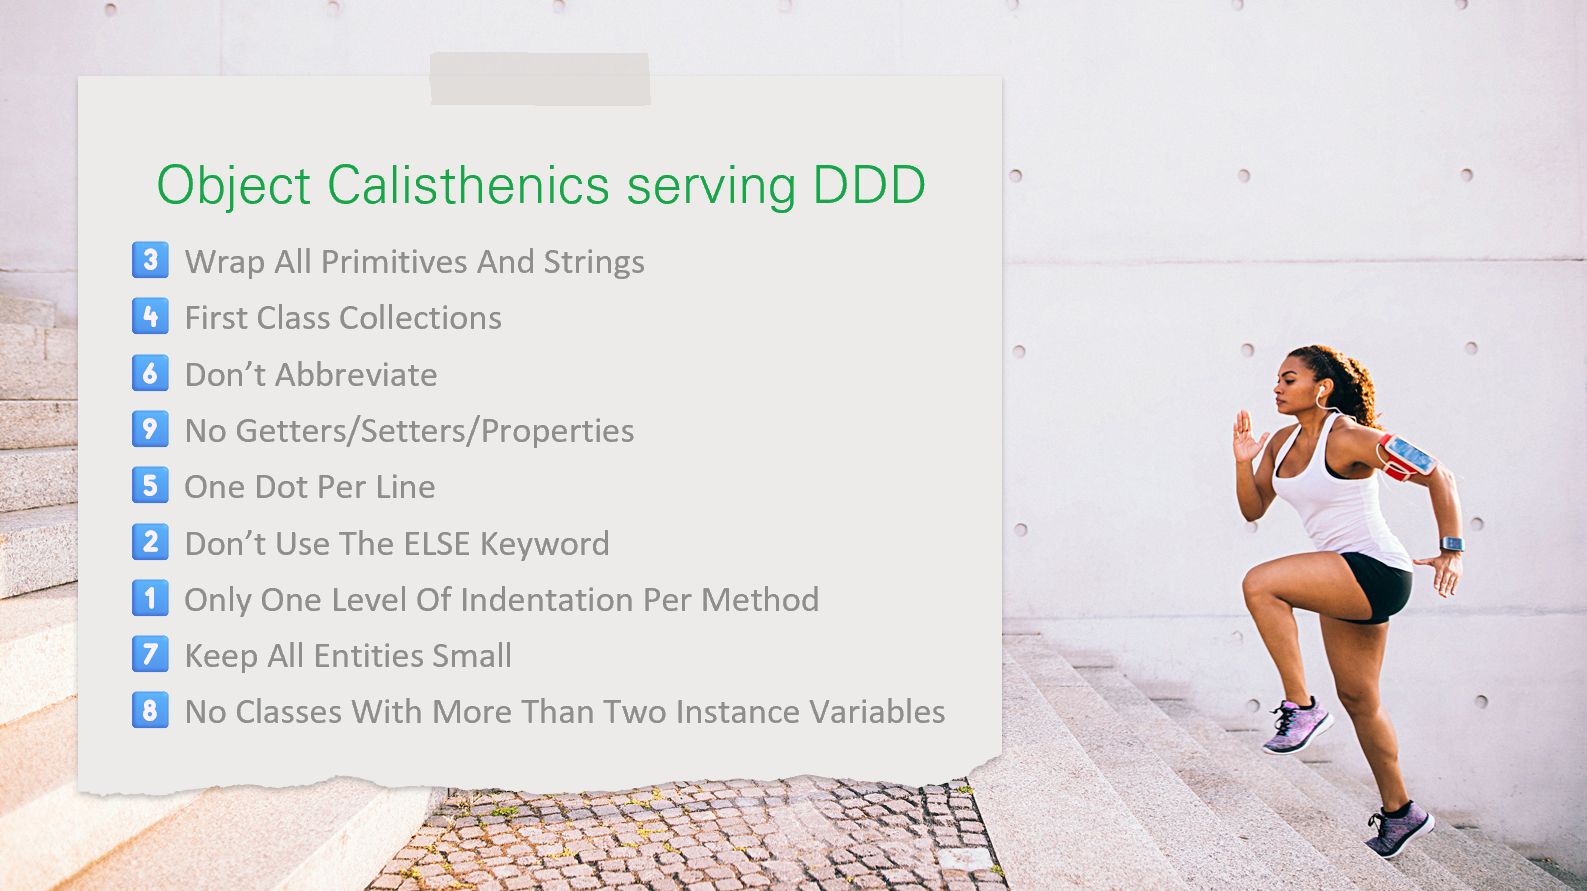 Object Calisthenics serving DDD
3 Wrap All Primitives And Strings
4 First Class Collections
6 Don’t Abbreviate
9 No Getters/Setters/Properties
5 One Dot Per Line
2 Don’t Use The ELSE Keyword
1 Only One Level Of Indentation Per Method
7 Keep All Entities Small
8 No Classes With More Than Two Instance Variables